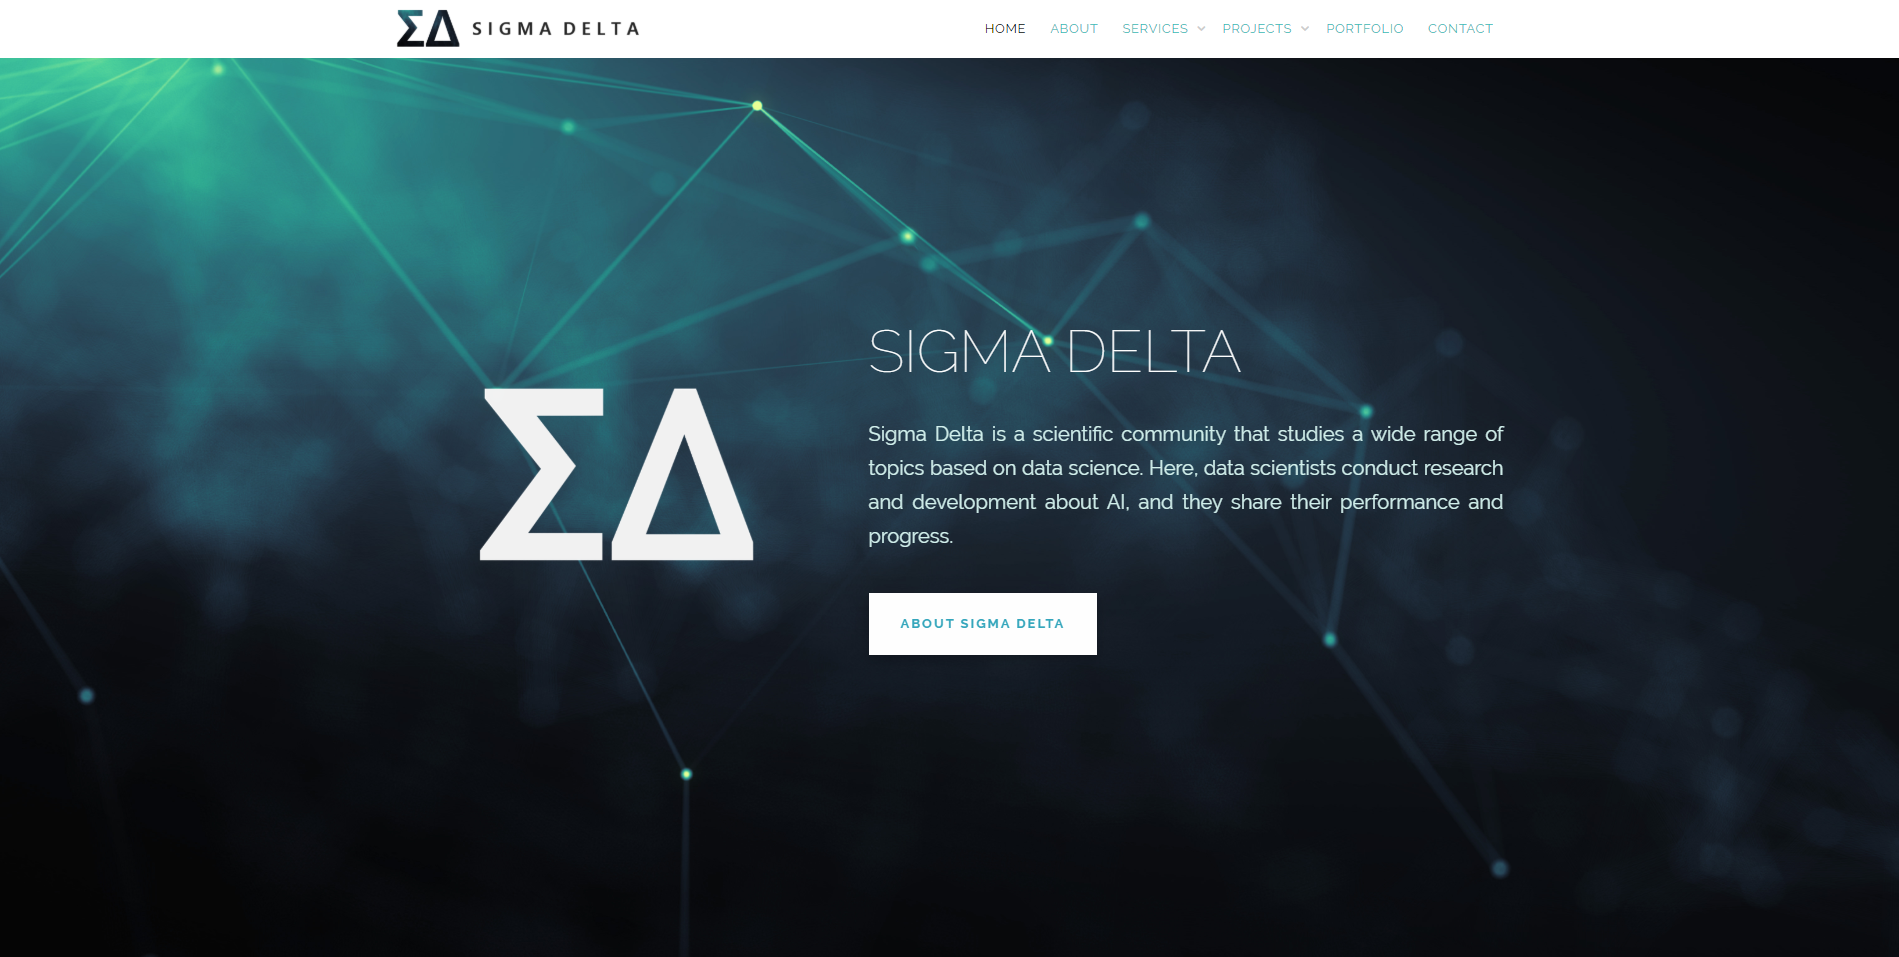 ΣΔ SIGMA DELTA
HOME ABOUT SERVICES PROJECTS PORTFOLIO CONTACT
ΣΔ
SIGMA DELTA
Sigma Delta is a scientific community that studies a wide range of
topics based on data science. Here, data scientists conduct research
and development about AI, and they share their performance and
progress.
ABOUT SIGMA DELTA